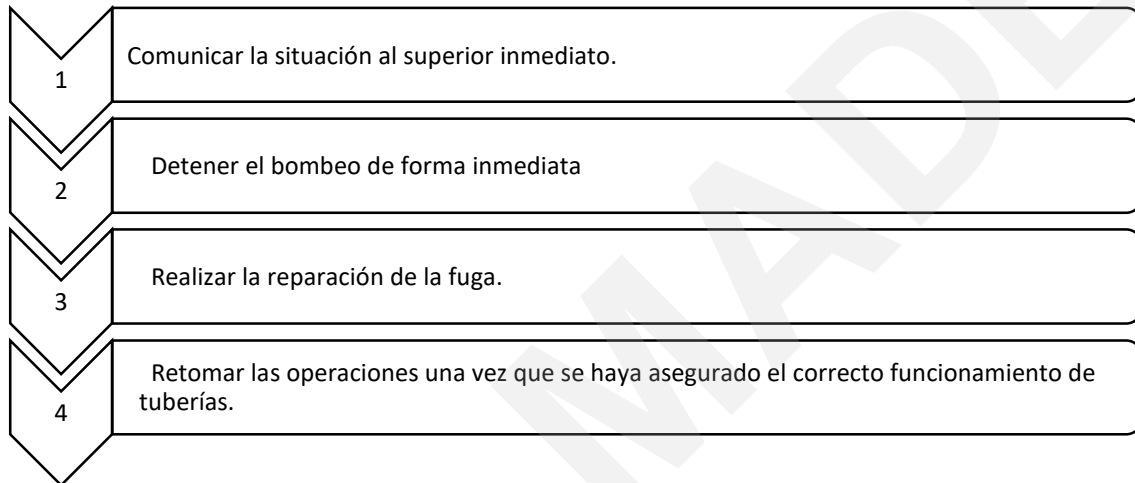 1
Comunicar la situación al superior inmediato.
2
Detener el bombeo de forma inmediata
3
Realizar la reparación de la fuga.
4
Retomar las operaciones una vez que se haya asegurado el correcto funcionamiento de
tuberías.
MADE